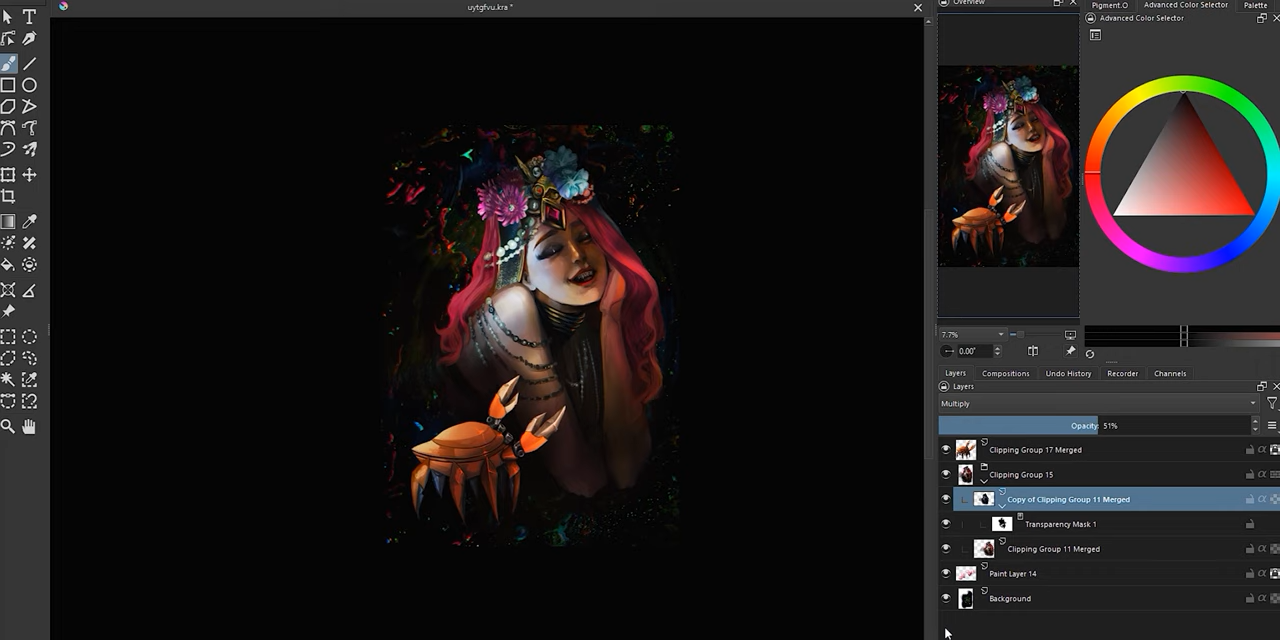 uytgfvu.kra *
Overview
Pigment.O
Advanced Color Selector
Palette
Advanced Color Selector
7.7%
0.00°
Layers
Compositions
Undo History
Recorder
Channels
Layers
Multiply
Opacity: 51%
Clipping Group 17 Merged
Clipping Group 15
Copy of Clipping Group 11 Merged
Transparency Mask 1
Clipping Group 11 Merged
Paint Layer 14
Background